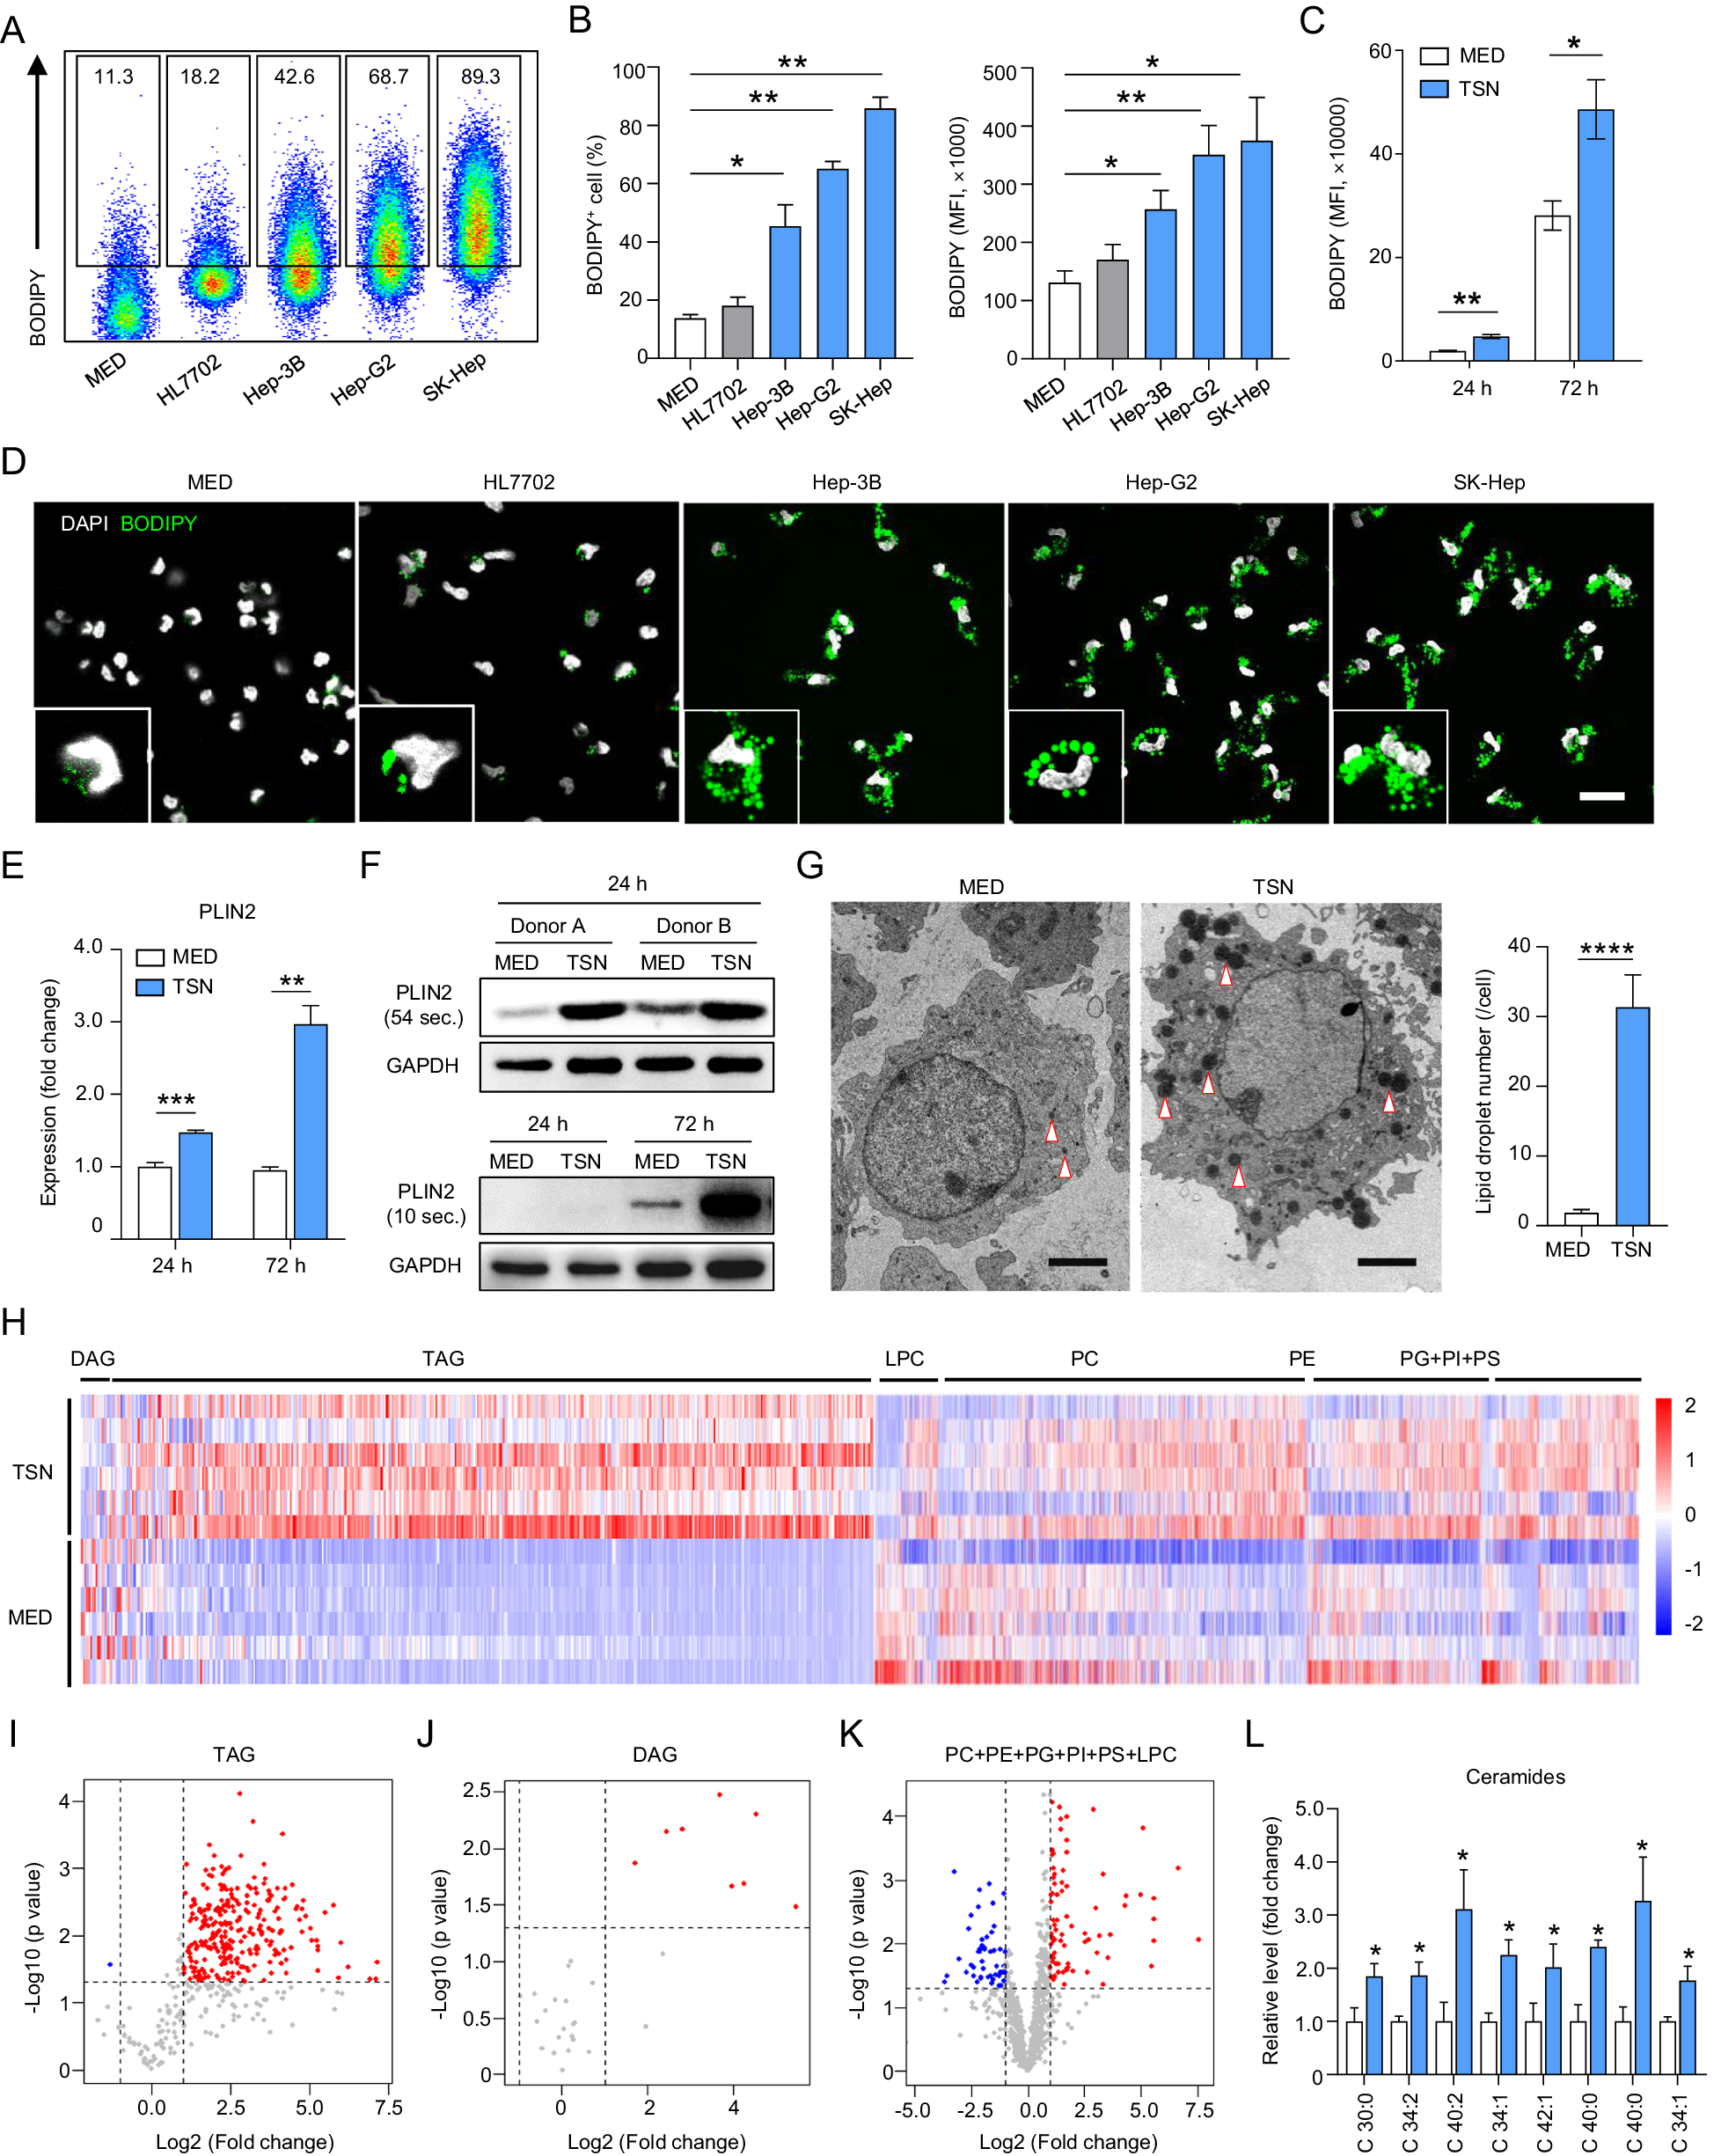 A
BODIPY
11.3 18.2 42.6 68.7 89.3
MED HL7702 Hep-3B Hep-G2 SK-Hep
B
BODIPY⁺ cell (%)
100
80
60
40
20
0
** ** *
MED HL7702 Hep-3B Hep-G2 SK-Hep
BODIPY (MFI, ×1000)
500
400
300
200
100
0
* ** *
MED HL7702 Hep-3B Hep-G2 SK-Hep
C
BODIPY (MFI, ×10000)
60
40
20
0
MED
TSN
** *
24 h 72 h
D
MED HL7702 Hep-3B Hep-G2 SK-Hep
DAPI BODIPY
E
PLIN2
Expression (fold change)
4.0
3.0
2.0
1.0
0
MED
TSN
*** **
24 h 72 h
F
24 h
Donor A Donor B
MED TSN MED TSN
PLIN2
(54 sec.)
GAPDH
24 h 72 h
MED TSN MED TSN
PLIN2
(10 sec.)
GAPDH
G
MED TSN
Lipid droplet number (/cell)
40
30
20
10
0
****
MED TSN
H
DAG TAG LPC PC PE PG+PI+PS
TSN
MED
2
1
0
-1
-2
I
TAG
-Log10 (p value)
4
3
2
1
0
0.0 2.5 5.0 7.5
Log2 (Fold change)
J
DAG
-Log10 (p value)
2.5
2.0
1.5
1.0
0.5
0
0 2 4
Log2 (Fold change)
K
PC+PE+PG+PI+PS+LPC
-Log10 (p value)
4
3
2
1
0
-5.0 -2.5 0.0 2.5 5.0 7.5
Log2 (Fold change)
L
Ceramides
Relative level (fold change)
5.0
4.0
3.0
2.0
1.0
0
* * * * * * * *
C 30:0 C 34:2 C 40:2 C 34:1 C 42:1 C 40:0 C 40:0 C 34:1